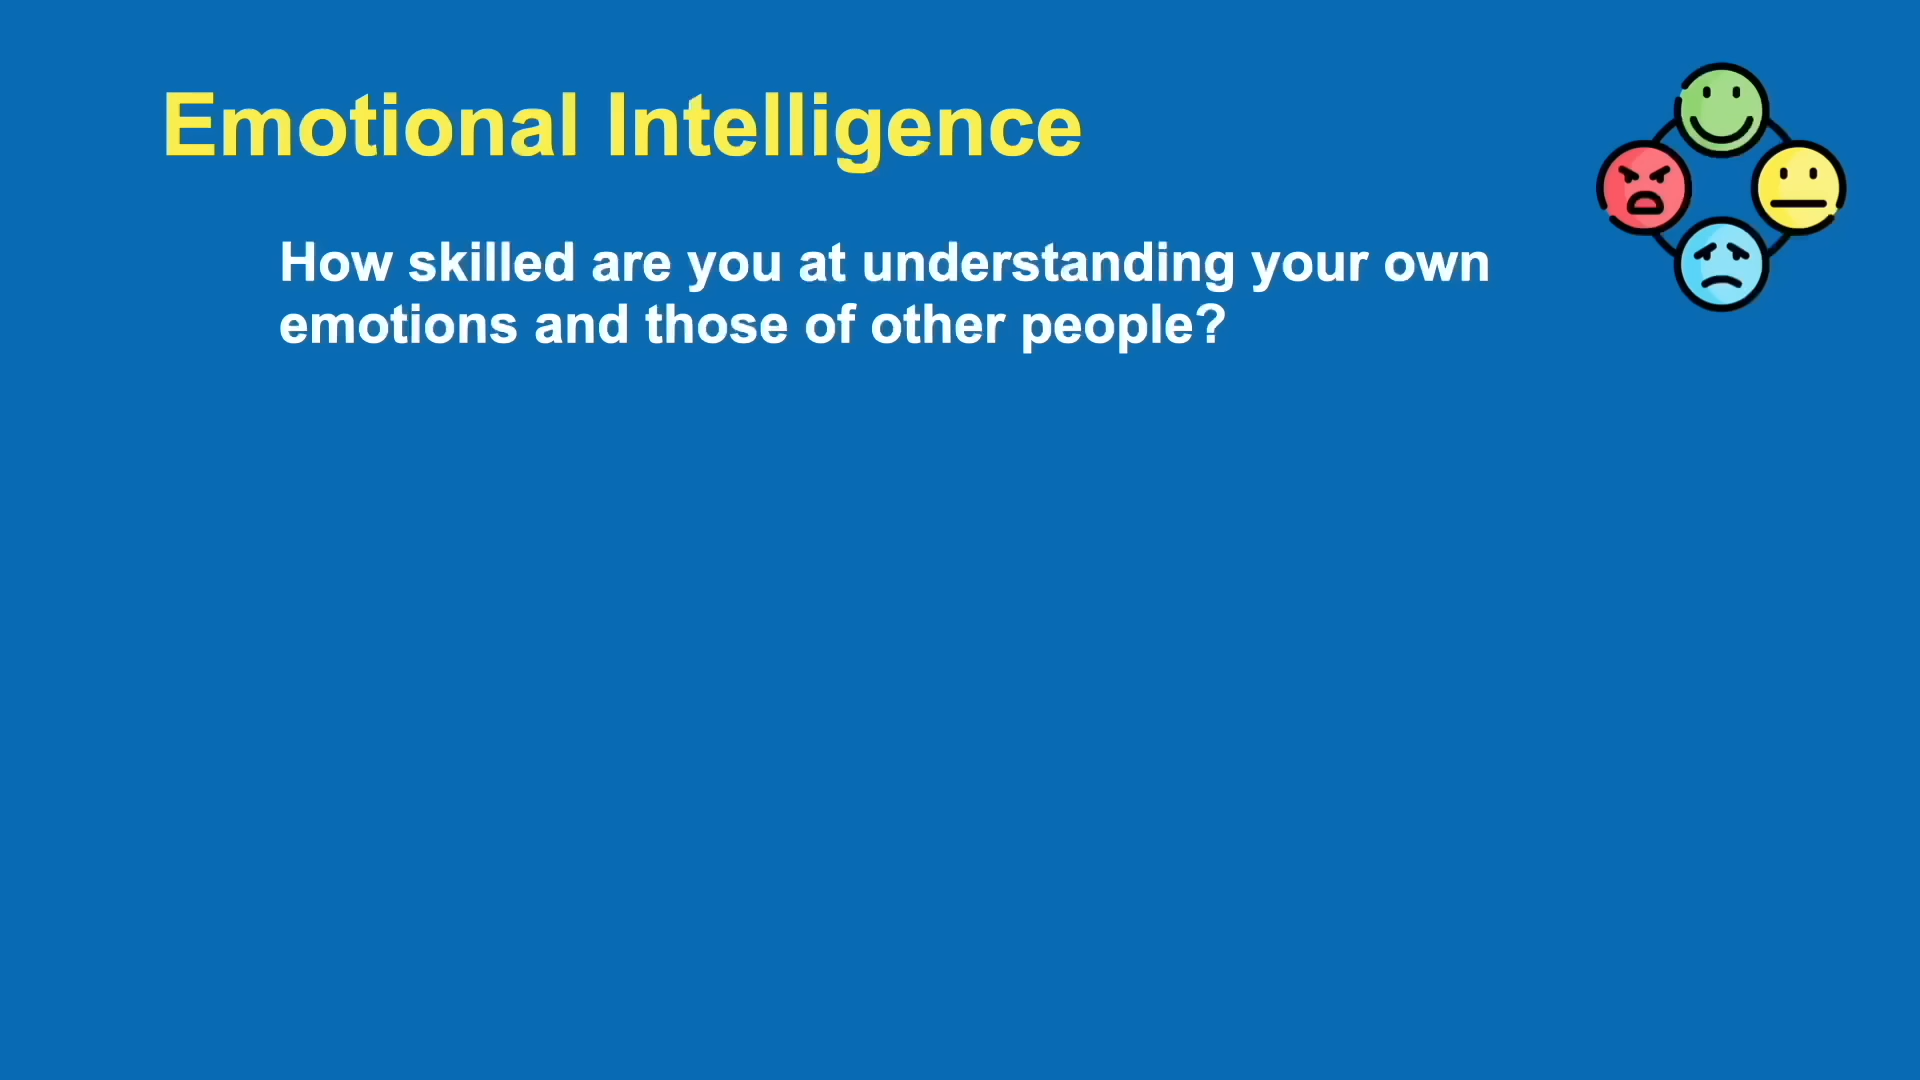 Emotional Intelligence
How skilled are you at understanding your own
emotions and those of other people?